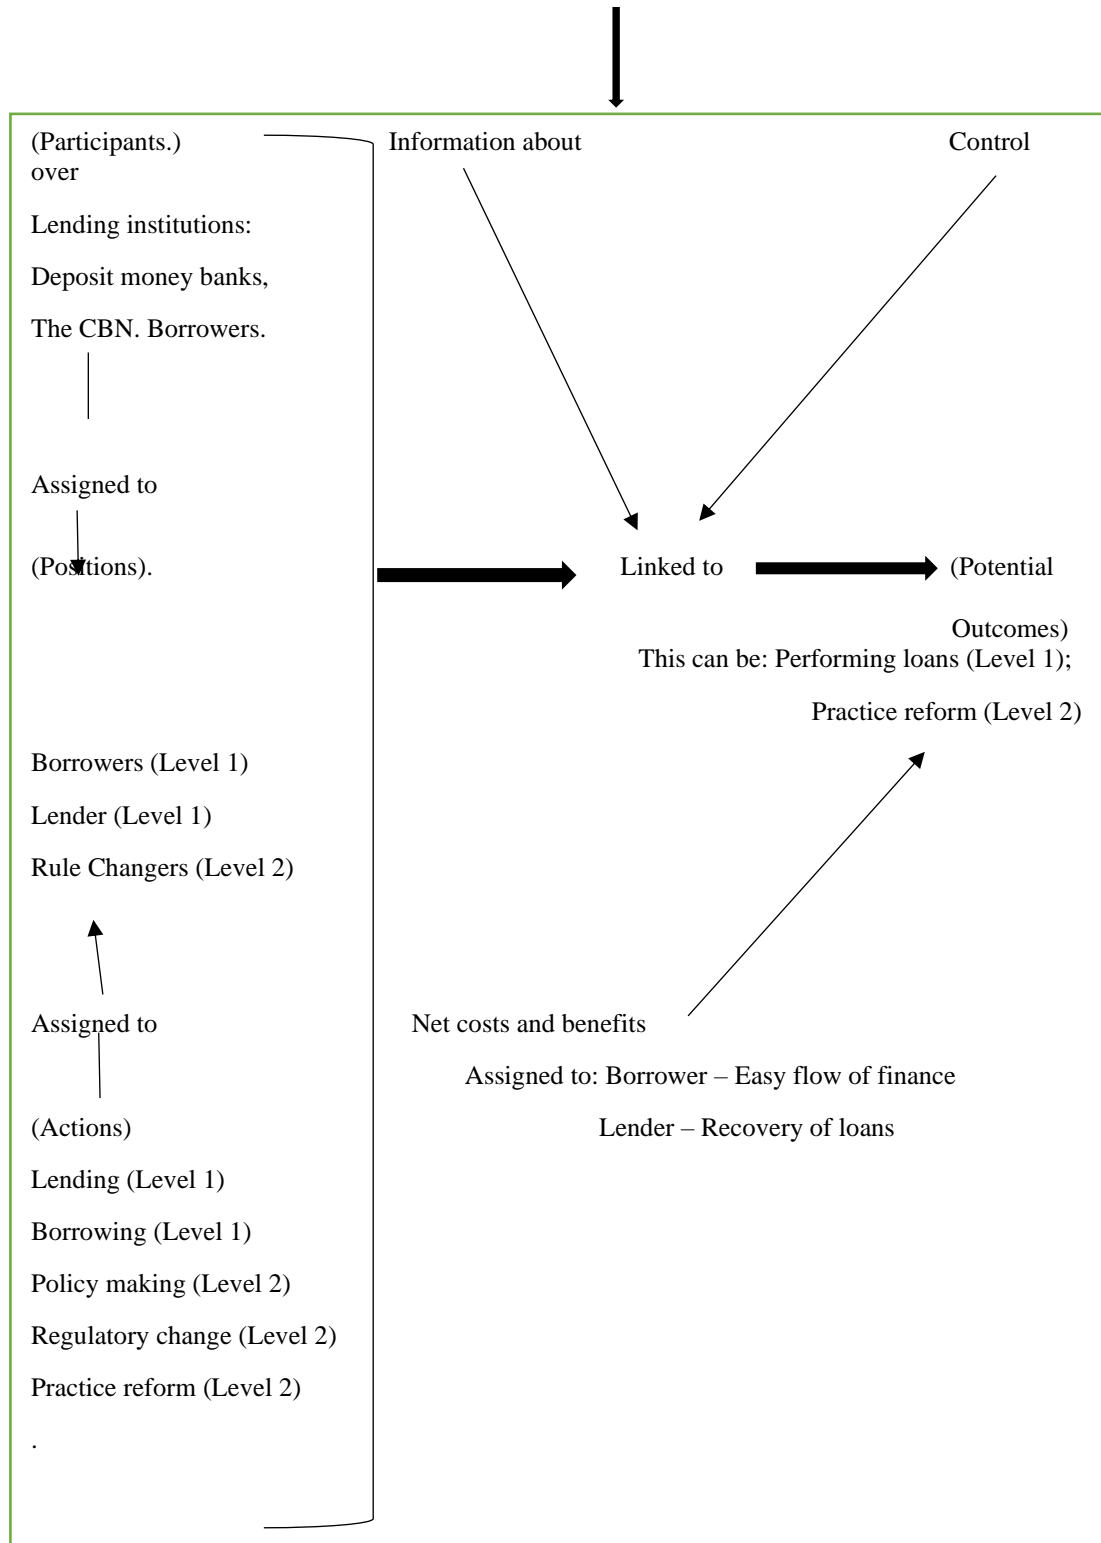 (Participants.) Information about Control
over
Lending institutions:
Deposit money banks,
The CBN. Borrowers.
Assigned to
(Positions). Linked to (Potential
Outcomes)
This can be: Performing loans (Level 1);
Practice reform (Level 2)
Borrowers (Level 1)
Lender (Level 1)
Rule Changers (Level 2)
Assigned to Net costs and benefits
Assigned to: Borrower – Easy flow of finance
(Actions) Lender – Recovery of loans
Lending (Level 1)
Borrowing (Level 1)
Policy making (Level 2)
Regulatory change (Level 2)
Practice reform (Level 2)
.